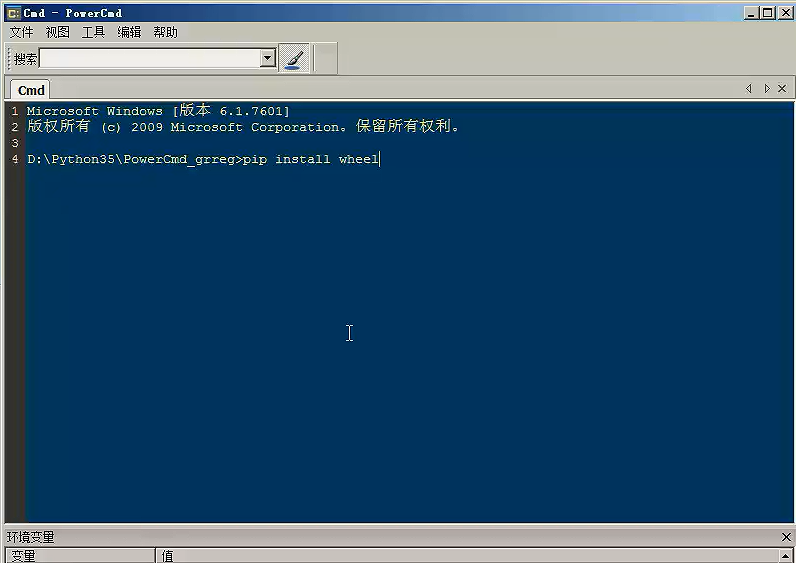 Cmd - PowerCmd
文件 视图 工具 编辑 帮助
搜索
Cmd
1 Microsoft Windows [版本 6.1.7601]
2 版权所有 (c) 2009 Microsoft Corporation。保留所有权利。
3
4 D:\Python35\PowerCmd_grreg>pip install wheel
环境变量
变量 值